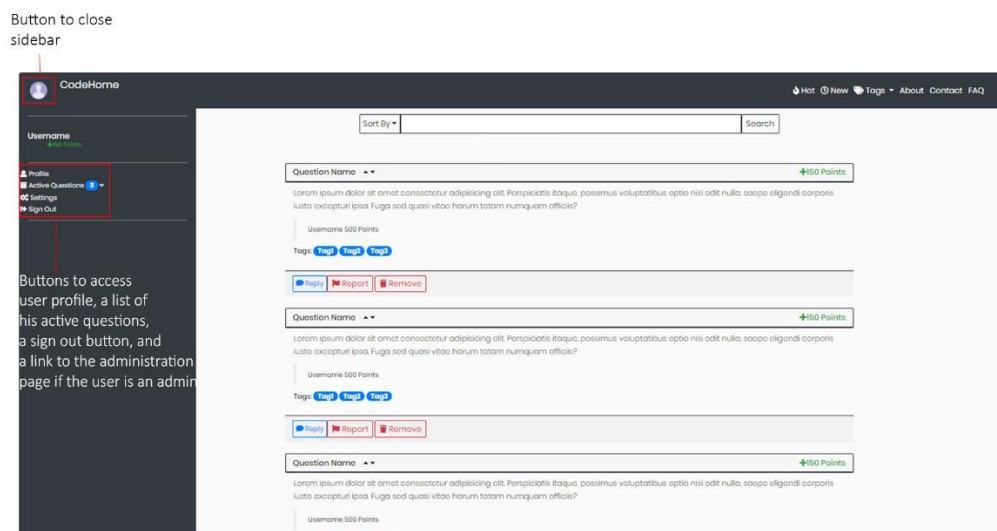 Button to close
sidebar
CodeHome
Hot New Tags About Contact FAQ
Sort By Search
Username
+150 Points
Profile
Active Questions 3
Settings
Sign Out
Buttons to access
user profile, a list of
his active questions,
a sign out button, and
a link to the administration
page if the user is an admin
Question Name +150 Points
Lorem ipsum dolor sit amet consectetur adipisicing elit. Perspiciatis itaque, possimus voluptatibus optio nisi odit nulla, saepe eligendi corporis
iusto excepturi ipsa. Fuga sed quasi vitae harum totam numquam officiis?
Username 500 Points
Tags: Tag1 Tag2 Tag3
Reply Report Remove
Question Name +150 Points
Lorem ipsum dolor sit amet consectetur adipisicing elit. Perspiciatis itaque, possimus voluptatibus optio nisi odit nulla, saepe eligendi corporis
iusto excepturi ipsa. Fuga sed quasi vitae harum totam numquam officiis?
Username 500 Points
Tags: Tag1 Tag2 Tag3
Reply Report Remove
Question Name +150 Points
Lorem ipsum dolor sit amet consectetur adipisicing elit. Perspiciatis itaque, possimus voluptatibus optio nisi odit nulla, saepe eligendi corporis
iusto excepturi ipsa. Fuga sed quasi vitae harum totam numquam officiis?
Username 500 Points